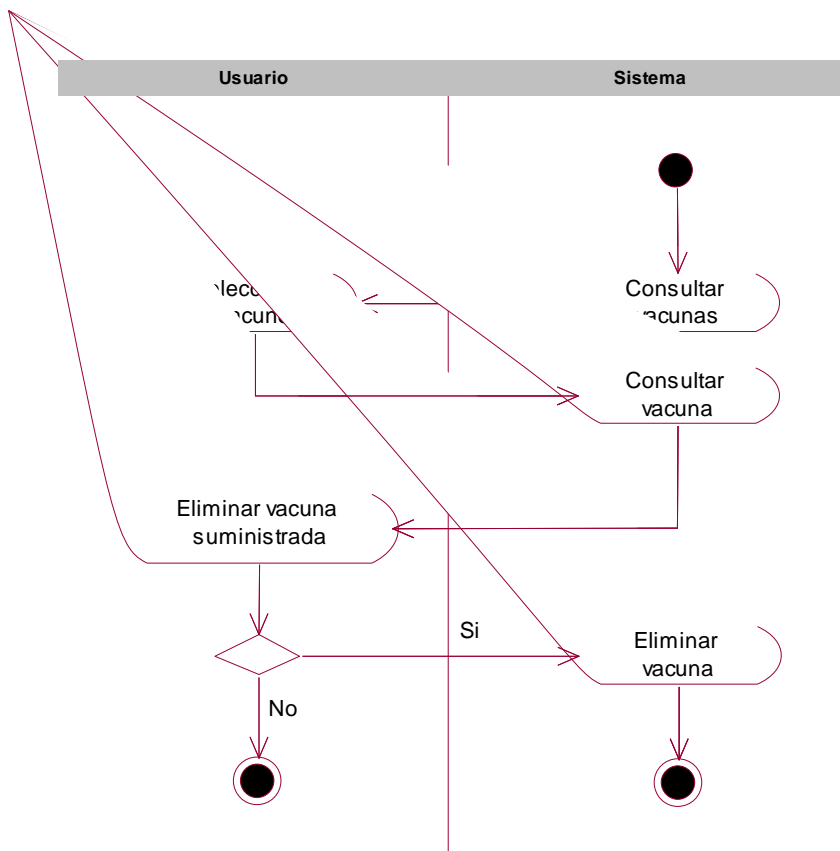 Usuario Sistema
Consultar
vacunas
Consultar
vacuna
Eliminar vacuna
suministrada
Si
Eliminar
vacuna
No